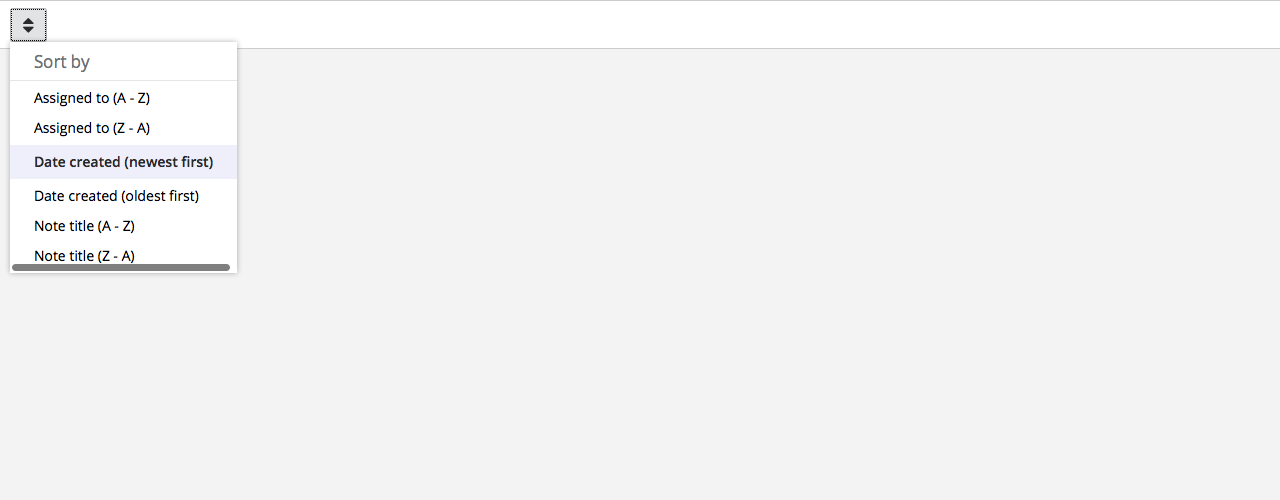 Sort by
Assigned to (A - Z)
Assigned to (Z - A)
Date created (newest first)
Date created (oldest first)
Note title (A - Z)
Note title (Z - A)